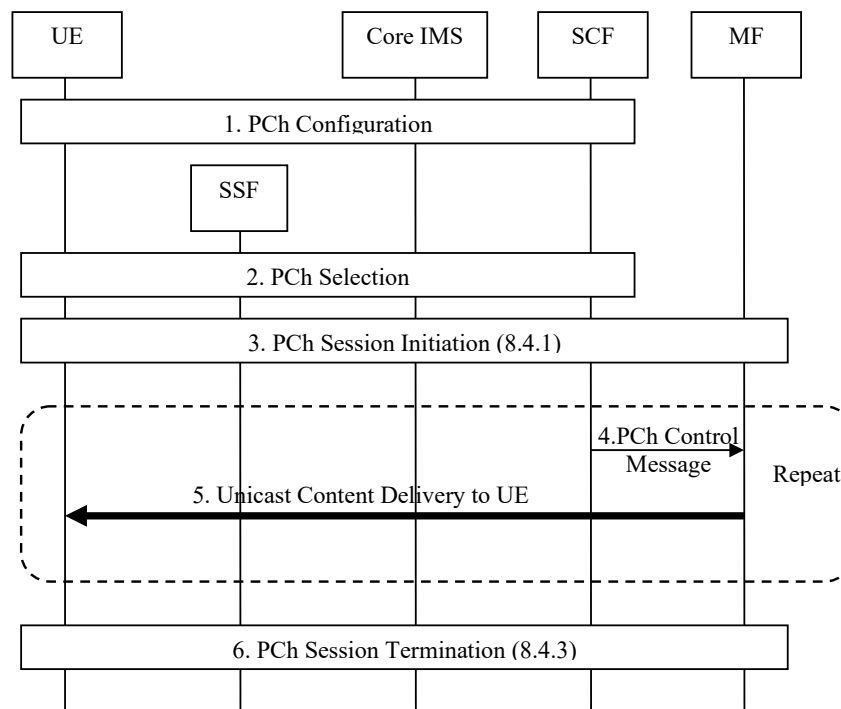 UE
Core IMS
SCF
MF
1. PCh Configuration
SSF
2. PCh Selection
3. PCh Session Initiation (8.4.1)
4.PCh Control
Message
Repeat
5. Unicast Content Delivery to UE
6. PCh Session Termination (8.4.3)